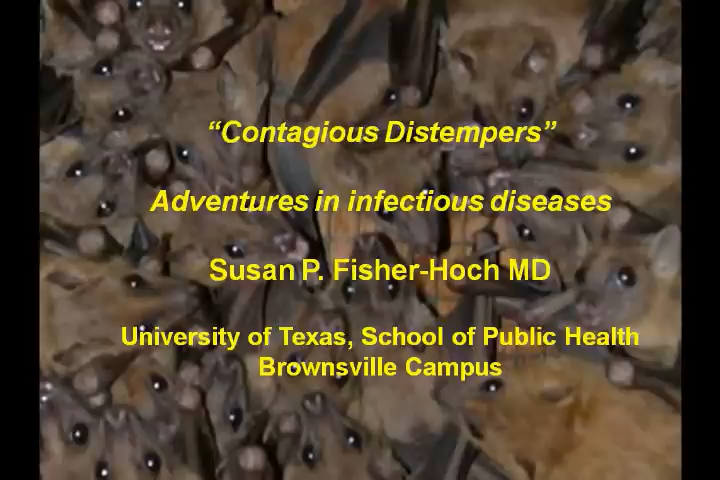 “Contagious Distempers”
Adventures in infectious diseases
Susan P. Fisher-Hoch MD
University of Texas, School of Public Health
Brownsville Campus